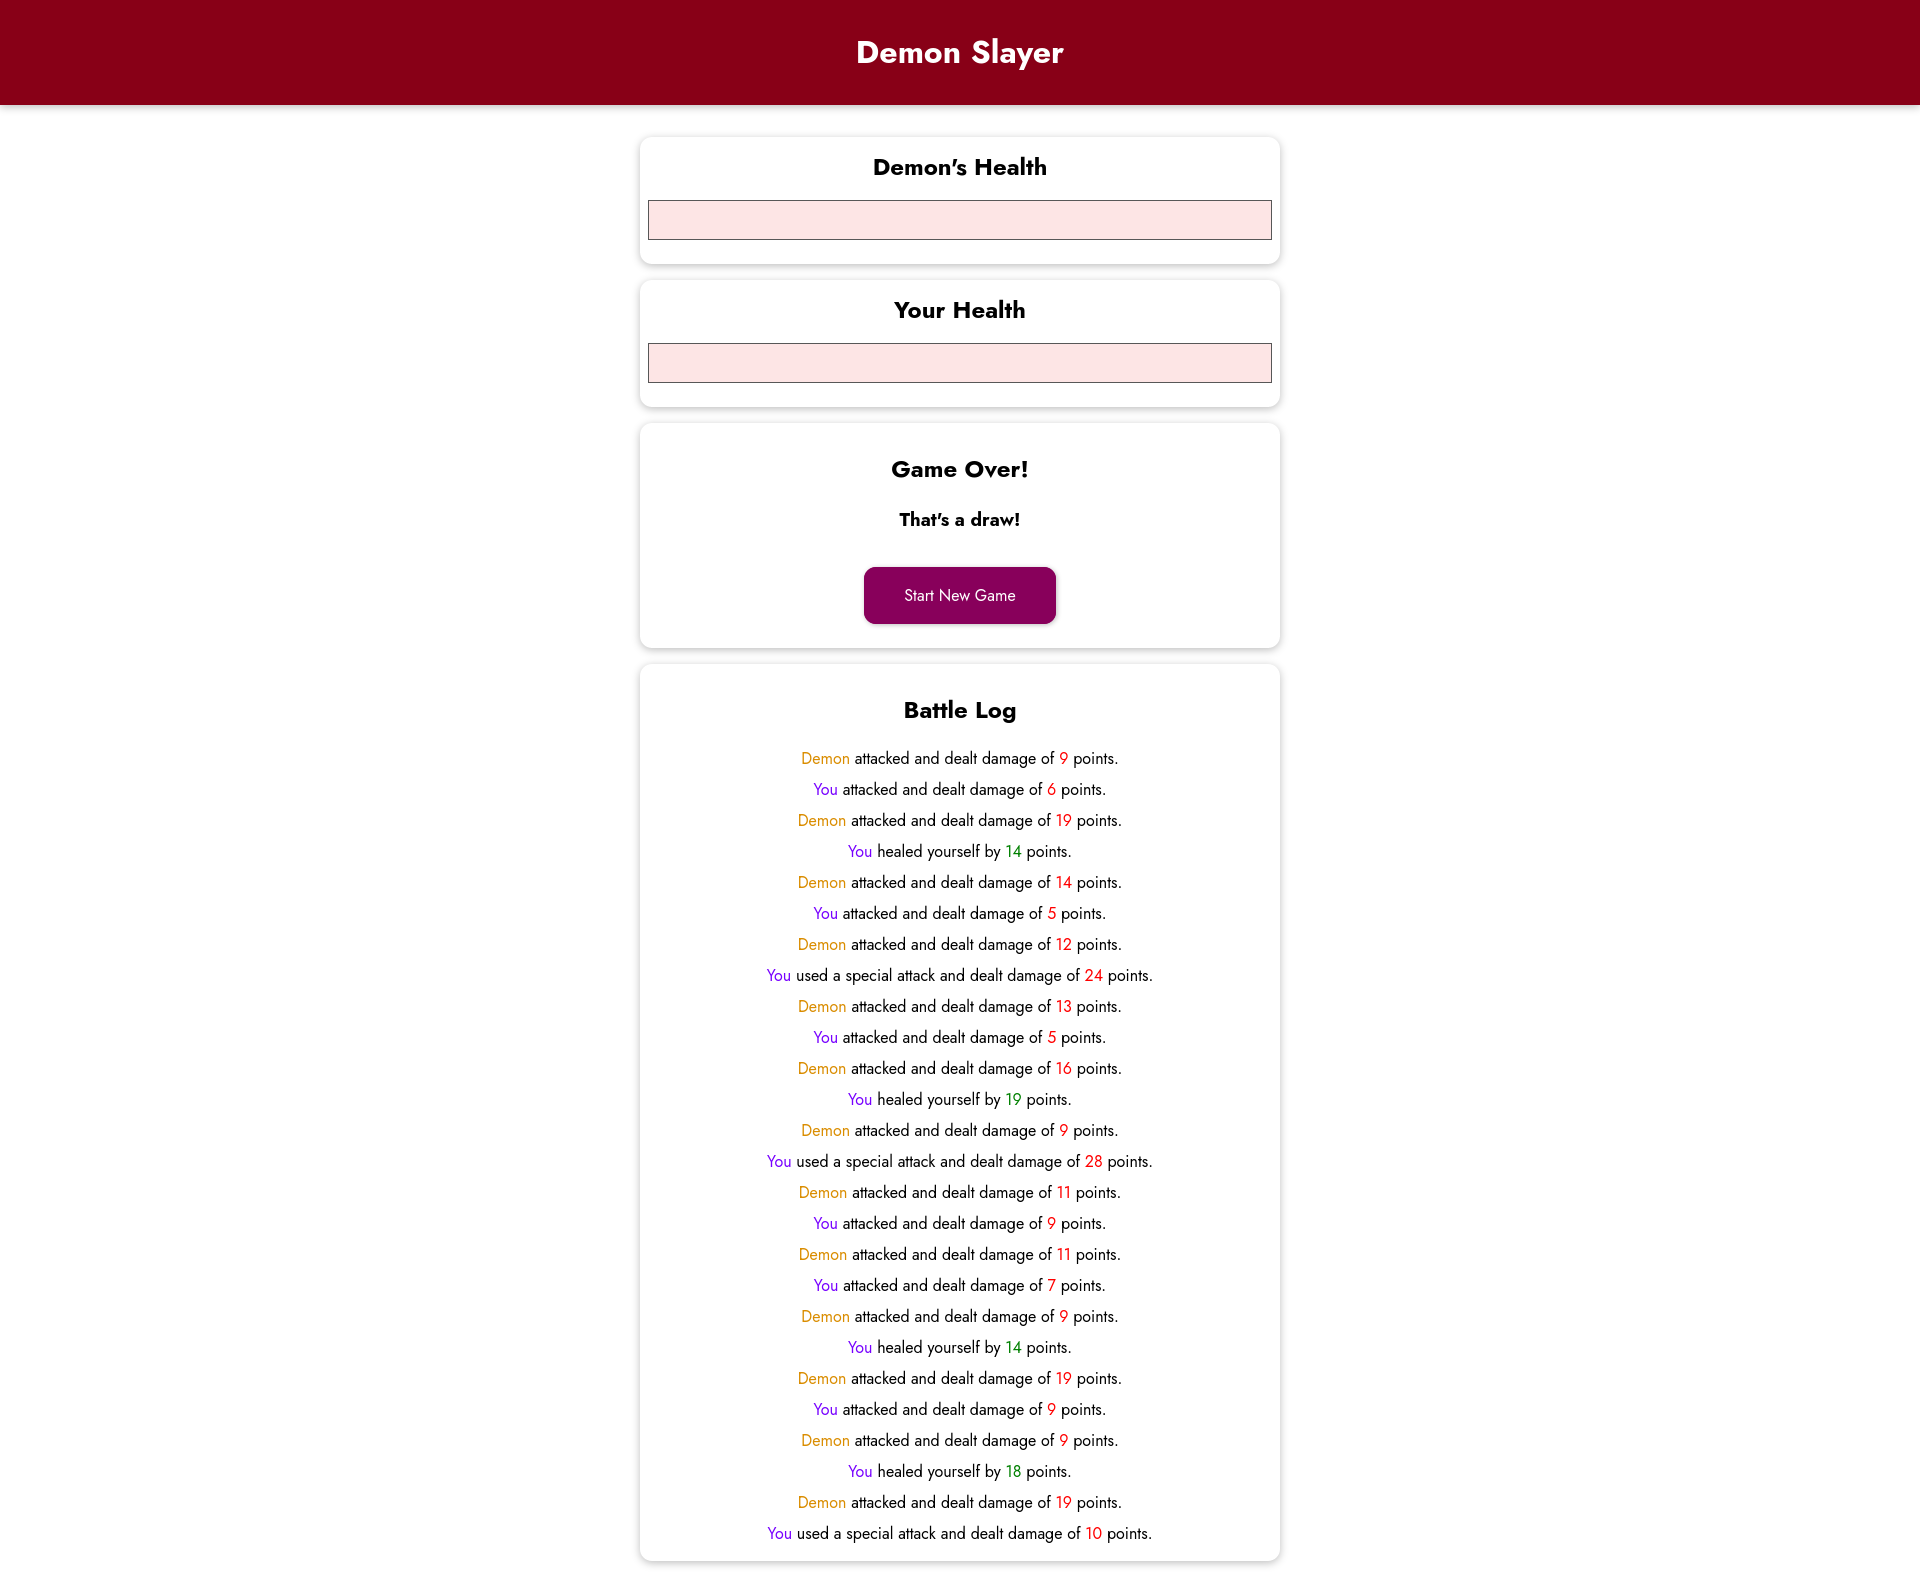 Demon Slayer
Demon's Health
Your Health
Game Over!
That's a draw!
Start New Game
Battle Log
Demon attacked and dealt damage of 9 points.
You attacked and dealt damage of 6 points.
Demon attacked and dealt damage of 19 points.
You healed yourself by 14 points.
Demon attacked and dealt damage of 14 points.
You attacked and dealt damage of 5 points.
Demon attacked and dealt damage of 12 points.
You used a special attack and dealt damage of 24 points.
Demon attacked and dealt damage of 13 points.
You attacked and dealt damage of 5 points.
Demon attacked and dealt damage of 16 points.
You healed yourself by 19 points.
Demon attacked and dealt damage of 9 points.
You used a special attack and dealt damage of 28 points.
Demon attacked and dealt damage of 11 points.
You attacked and dealt damage of 9 points.
Demon attacked and dealt damage of 11 points.
You attacked and dealt damage of 7 points.
Demon attacked and dealt damage of 9 points.
You healed yourself by 14 points.
Demon attacked and dealt damage of 19 points.
You attacked and dealt damage of 9 points.
Demon attacked and dealt damage of 9 points.
You healed yourself by 18 points.
Demon attacked and dealt damage of 19 points.
You used a special attack and dealt damage of 10 points.